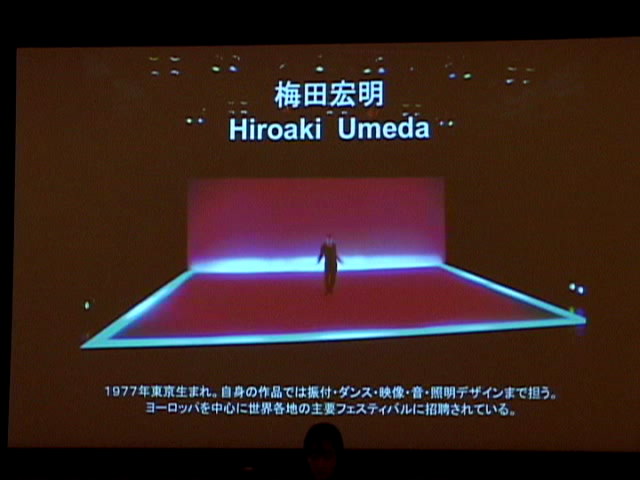 梅田宏明
Hiroaki Umeda
1977年東京生まれ。自身の作品では振付・ダンス・映像・音・照明デザインまで担う。
ヨーロッパを中心に世界各地の主要フェスティバルに招聘されている。